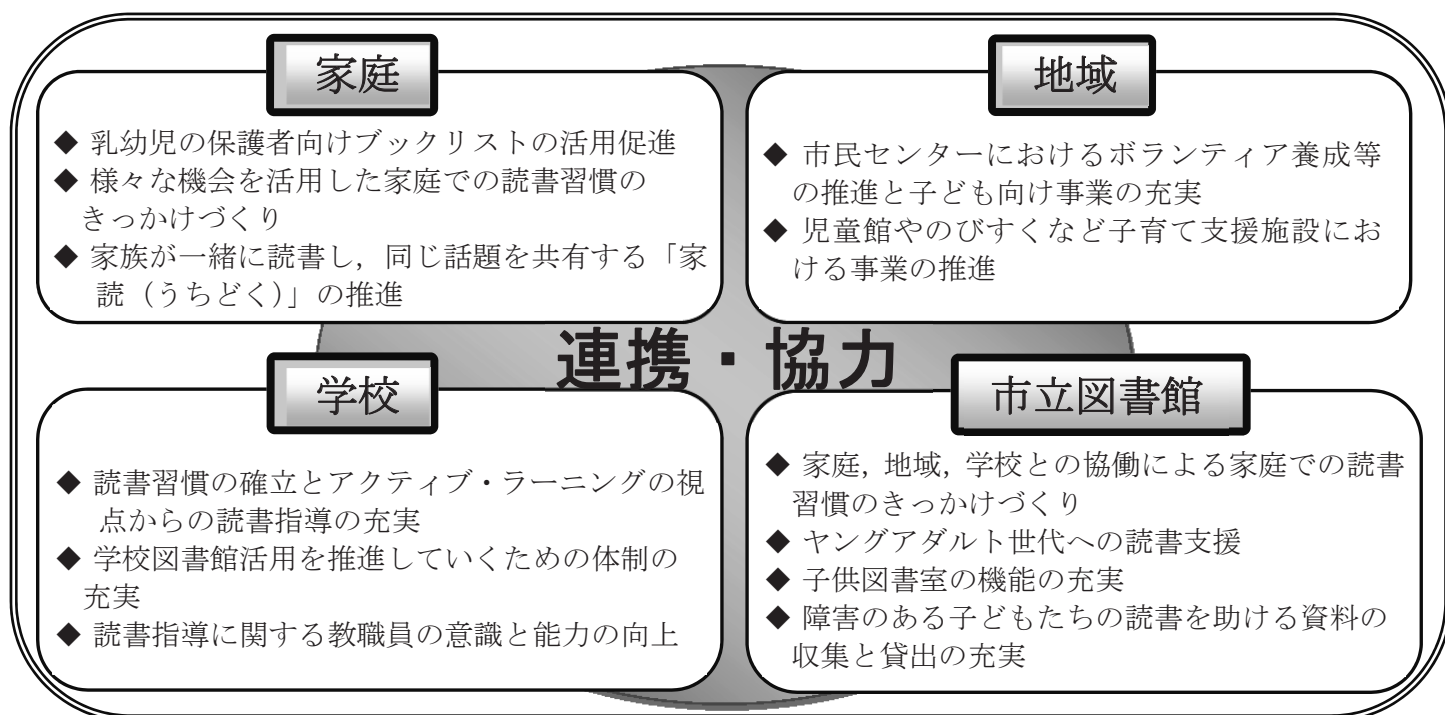 家庭
◆ 乳幼児の保護者向けブックリストの活用促進
◆ 様々な機会を活用した家庭での読書習慣の
きっかけづくり
◆ 家族が一緒に読書し，同じ話題を共有する「家
読（うちどく）」の推進
地域
◆ 市民センターにおけるボランティア養成等
の推進と子ども向け事業の充実
◆ 児童館やのびすくなど子育て支援施設にお
ける事業の推進
連携・協力
学校
◆ 読書習慣の確立とアクティブ・ラーニングの視
点からの読書指導の充実
◆ 学校図書館活用を推進していくための体制の
充実
◆ 読書指導に関する教職員の意識と能力の向上
市立図書館
◆ 家庭，地域，学校との協働による家庭での読書
習慣のきっかけづくり
◆ ヤングアダルト世代への読書支援
◆ 子供図書室の機能の充実
◆ 障害のある子どもたちの読書を助ける資料の
収集と貸出の充実